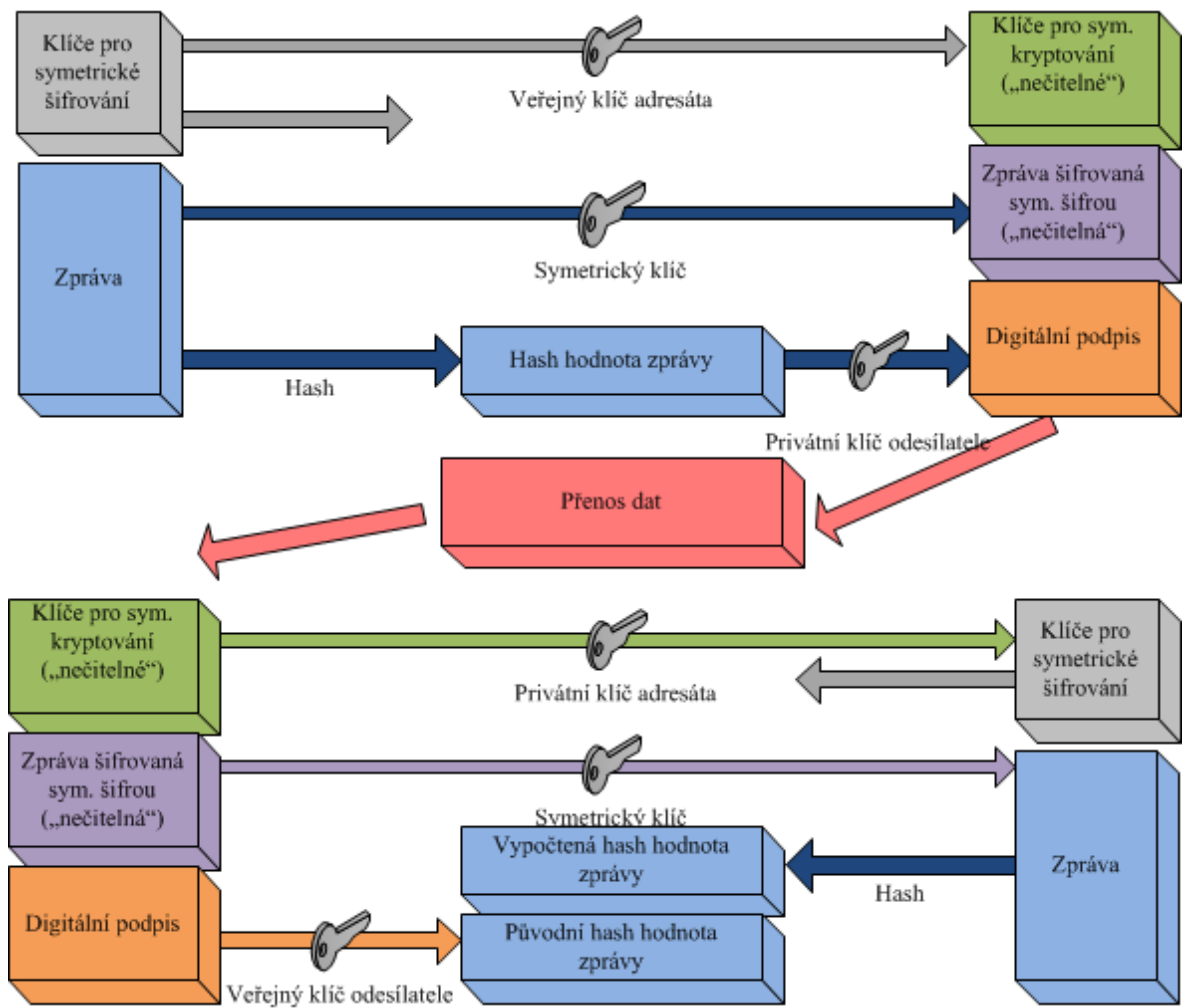 Klíče pro
symetrické
šifrování
Veřejný klíč adresáta
Klíče pro sym.
kryptování
(„nečitelné“)
Zpráva
Symetrický klíč
Zpráva šifrovaná
sym. šifrou
(„nečitelná“)
Hash
Hash hodnota zprávy
Privátní klíč odesílatele
Digitální podpis
Přenos dat
Klíče pro sym.
kryptování
(„nečitelné“)
Privátní klíč adresáta
Klíče pro
symetrické
šifrování
Zpráva šifrovaná
sym. šifrou
(„nečitelná“)
Symetrický klíč
Vypočtená hash hodnota
zprávy
Hash
Zpráva
Digitální podpis
Veřejný klíč odesílatele
Původní hash hodnota
zprávy